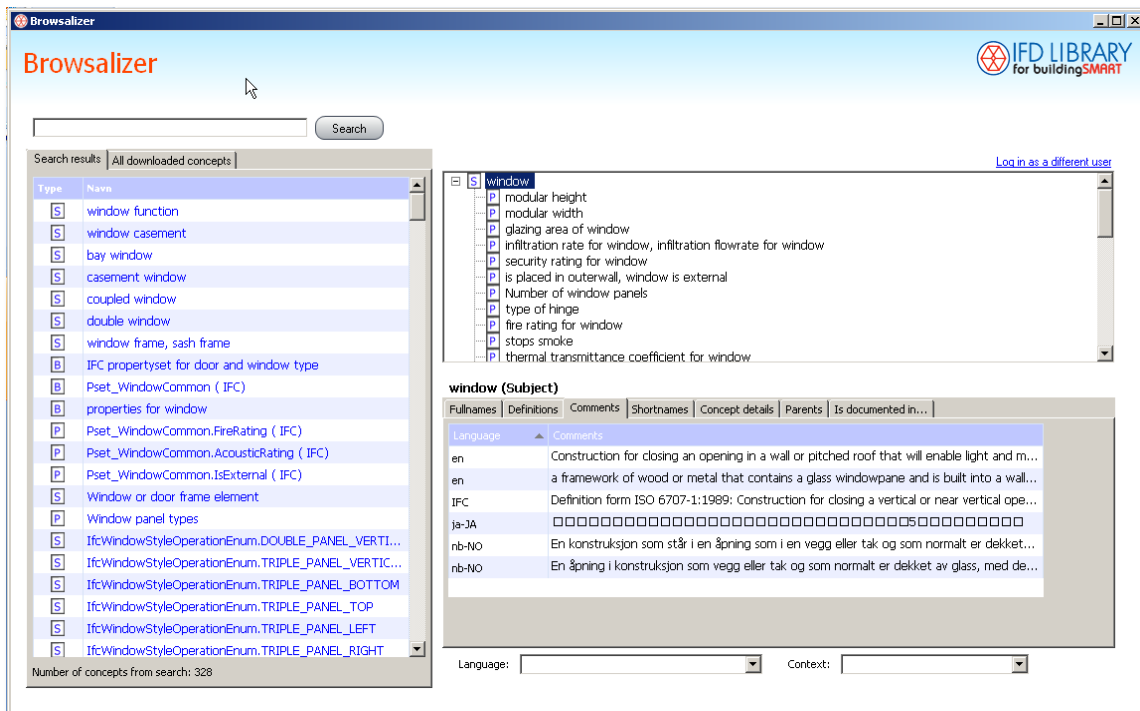 Browsalizer
Browsalizer
IFD LIBRARY
for buildingSMART
Search
Search results
All downloaded concepts
Log in as a different user
Type Navn
S window function
S window casement
S bay window
S casement window
S coupled window
S double window
S window frame, sash frame
B IFC propertyset for door and window type
B Pset_WindowCommon ( IFC)
B properties for window
P Pset_WindowCommon.FireRating ( IFC)
P Pset_WindowCommon.AcousticRating ( IFC)
P Pset_WindowCommon.IsExternal ( IFC)
S Window or door frame element
P Window panel types
S IfcWindowStyleOperationEnum.DOUBLE_PANEL_VERTI...
S IfcWindowStyleOperationEnum.TRIPLE_PANEL_VERTIC...
S IfcWindowStyleOperationEnum.TRIPLE_PANEL_BOTTOM
S IfcWindowStyleOperationEnum.TRIPLE_PANEL_TOP
S IfcWindowStyleOperationEnum.TRIPLE_PANEL_LEFT
S IfcWindowStyleOperationEnum.TRIPLE_PANEL_RIGHT
Number of concepts from search: 328
S window
P modular height
P modular width
P glazing area of window
P infiltration rate for window, infiltration flowrate for window
P security rating for window
P is placed in outerwall, window is external
P Number of window panels
P type of hinge
P fire rating for window
P stops smoke
P thermal transmittance coefficient for window
window (Subject)
Fullnames Definitions Comments Shortnames Concept details Parents Is documented in...
Language Comments
en Construction for closing an opening in a wall or pitched roof that will enable light and m...
en a framework of wood or metal that contains a glass windowpane and is built into a wall...
IFC Definition form ISO 6707-1:1989: Construction for closing a vertical or near vertical ope...
ja-JA 5
nb-NO En konstruksjon som står i en åpning som i en vegg eller tak og som normalt er dekket...
nb-NO En åpning i konstruksjon som vegg eller tak og som normalt er dekket av glass, med de...
Language:
Context: